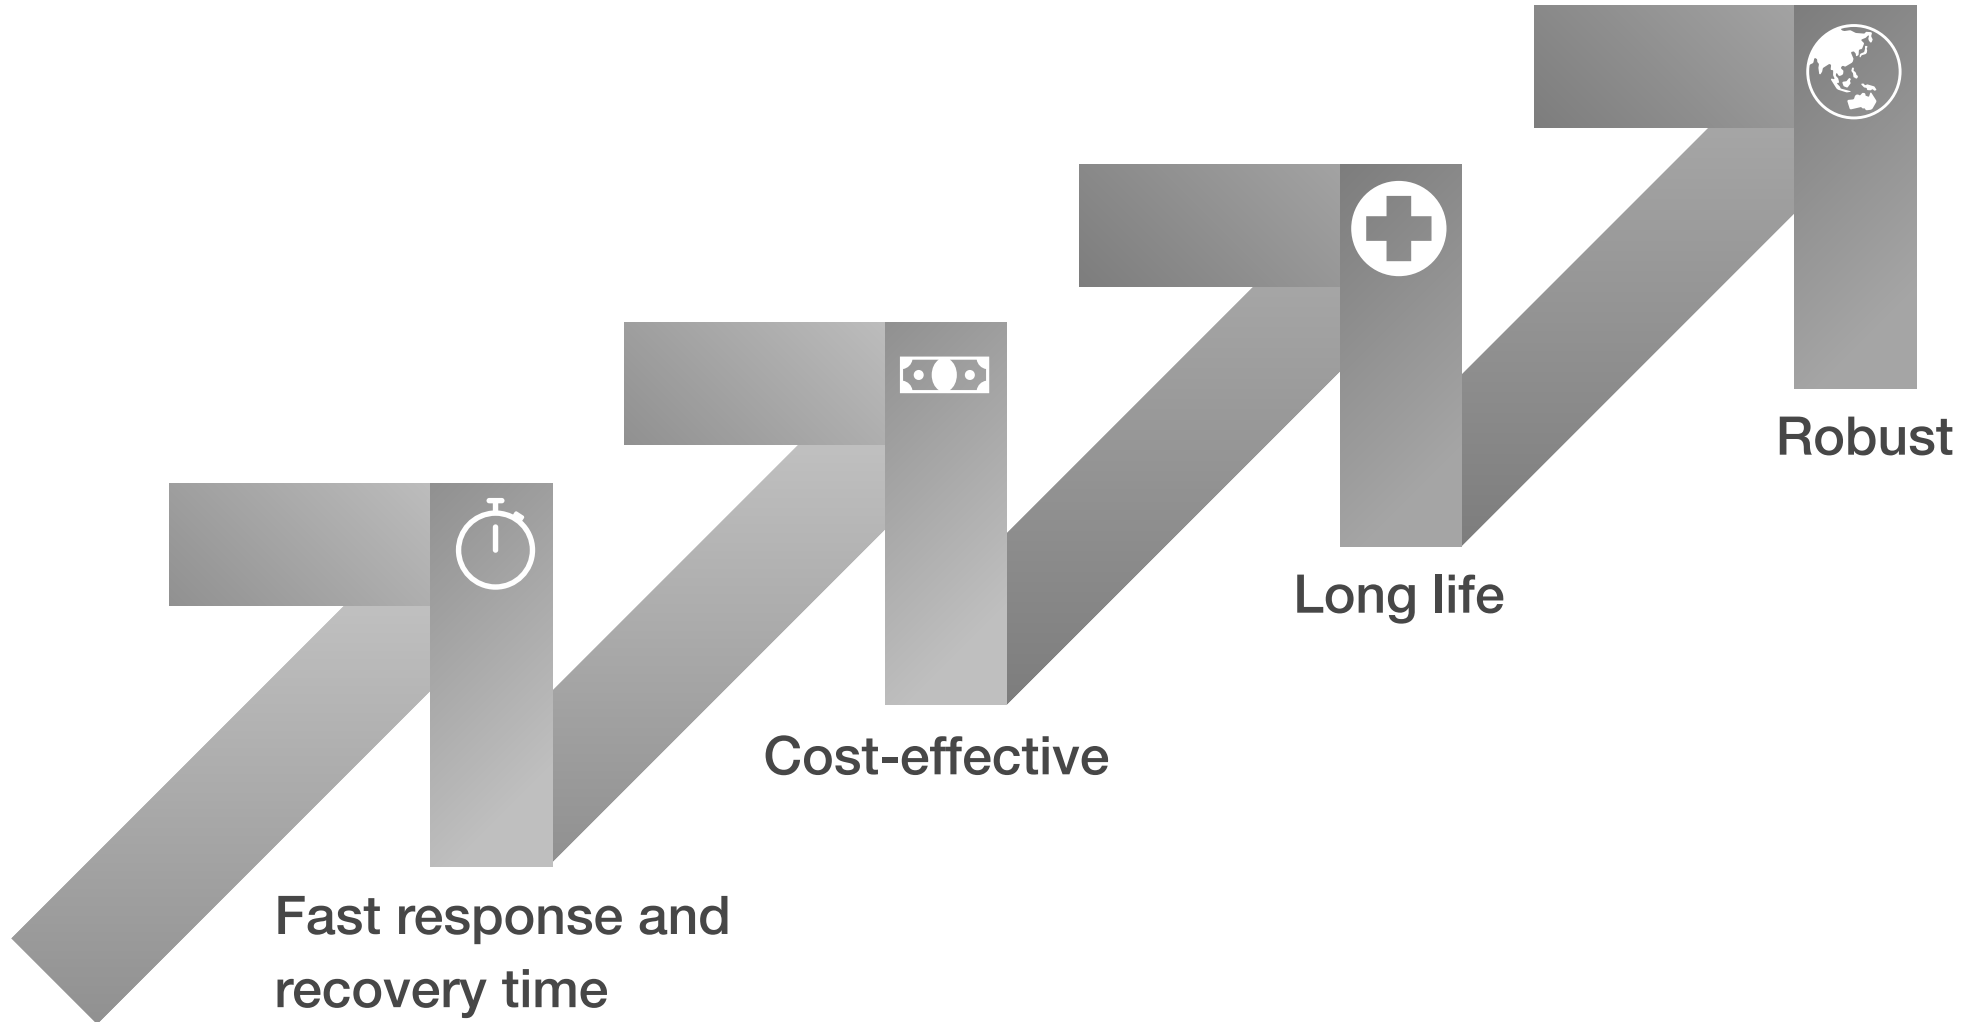 Fast response and
recovery time
Cost-effective
Long life
Robust